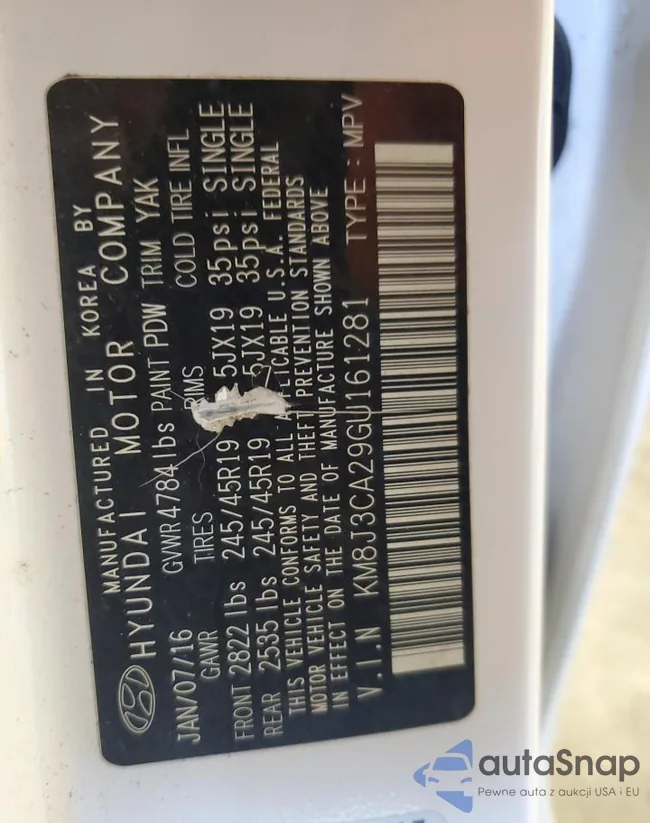 MANUFACTURED IN KOREA BY
HYUNDAI MOTOR COMPANY
JAN/07/16 GVWR 4784 lbs PAINT PDW TRIM YAK
GAWR TIRES RIMS COLD TIRE INFL
FRONT 2822 lbs 245/45R19 5JX19 35psi SINGLE
REAR 2535 lbs 245/45R19 5JX19 35psi SINGLE
THIS VEHICLE CONFORMS TO ALL A LICABLE U.S.A. FEDERAL
MOTOR VEHICLE SAFETY AND THEFT PREVENTION STANDARDS
IN EFFECT ON THE DATE OF MANUFACTURE SHOWN ABOVE
V.I.N KM8J3CA29GU161281 TYPE : MPV
autaSnap
Pewne auta z aukcji USA i EU